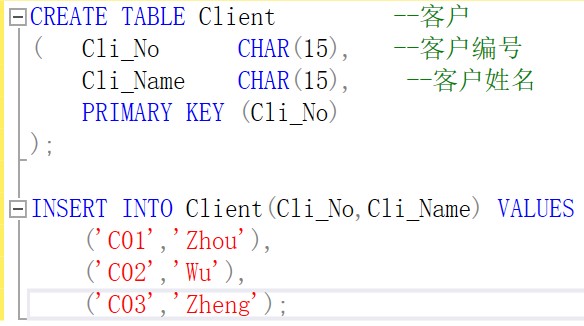 CREATE TABLE Client --客户
( Cli_No CHAR(15), --客户编号
Cli_Name CHAR(15), --客户姓名
PRIMARY KEY (Cli_No)
);
INSERT INTO Client(Cli_No,Cli_Name) VALUES
('C01','Zhou'),
('C02','Wu'),
('C03','Zheng');